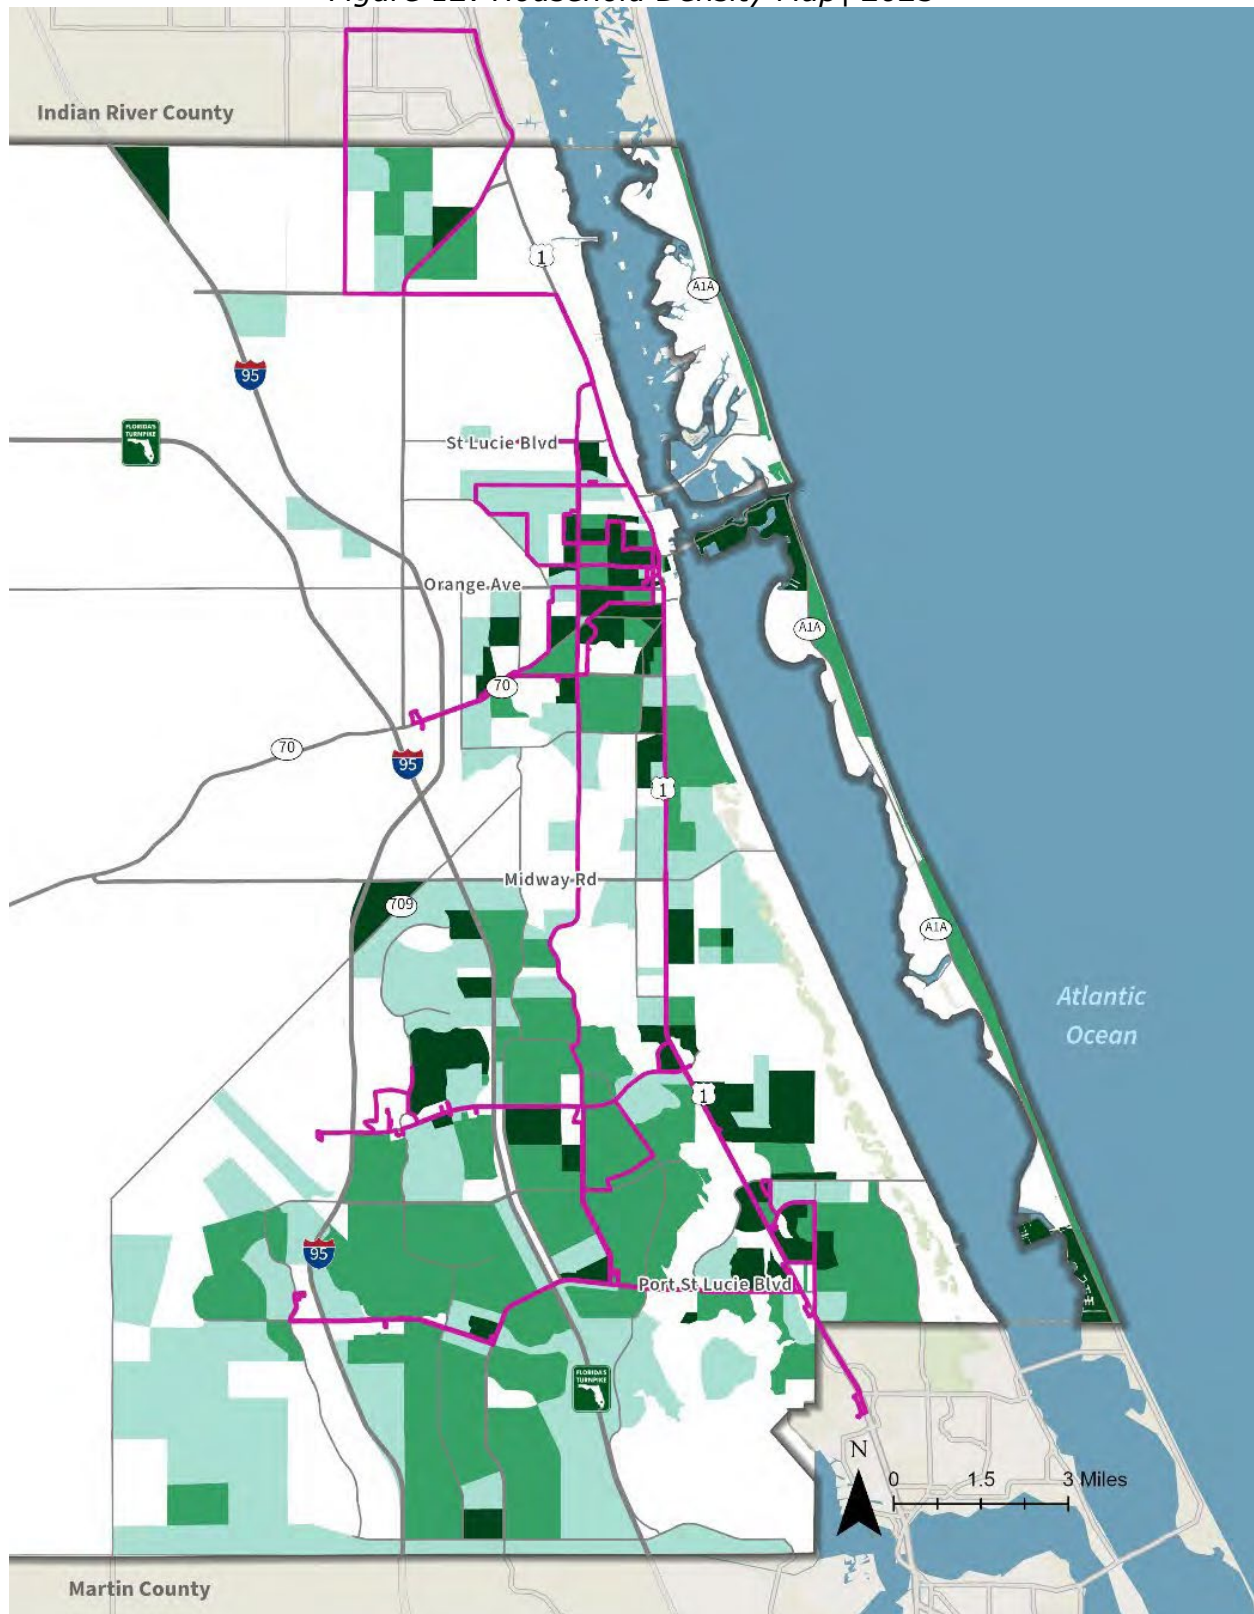 Indian River County
1
A1A
95
FLORIDA'S
TURNPIKE
St Lucie Blvd
Orange Ave
A1A
70
70
95
1
Midway Rd
709
A1A
Atlantic
Ocean
1
95
Port St Lucie Blvd
FLORIDA'S
TURNPIKE
N
0 1.5 3 Miles
Martin County